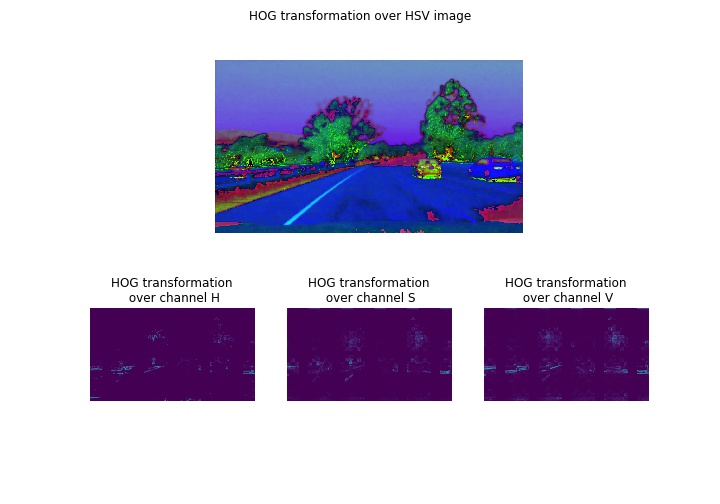 HOG transformation over HSV image
HOG transformation
over channel H
HOG transformation
over channel S
HOG transformation
over channel V